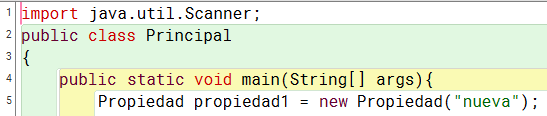 1 import java.util.Scanner;
2 public class Principal
3 {
4 public static void main(String[] args){
5 Propiedad propiedad1 = new Propiedad("nueva");